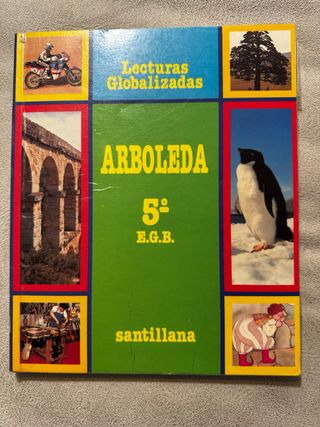 Lecturas
Globalizadas
ARBOLEDA
5º
E.G.B.
santillana